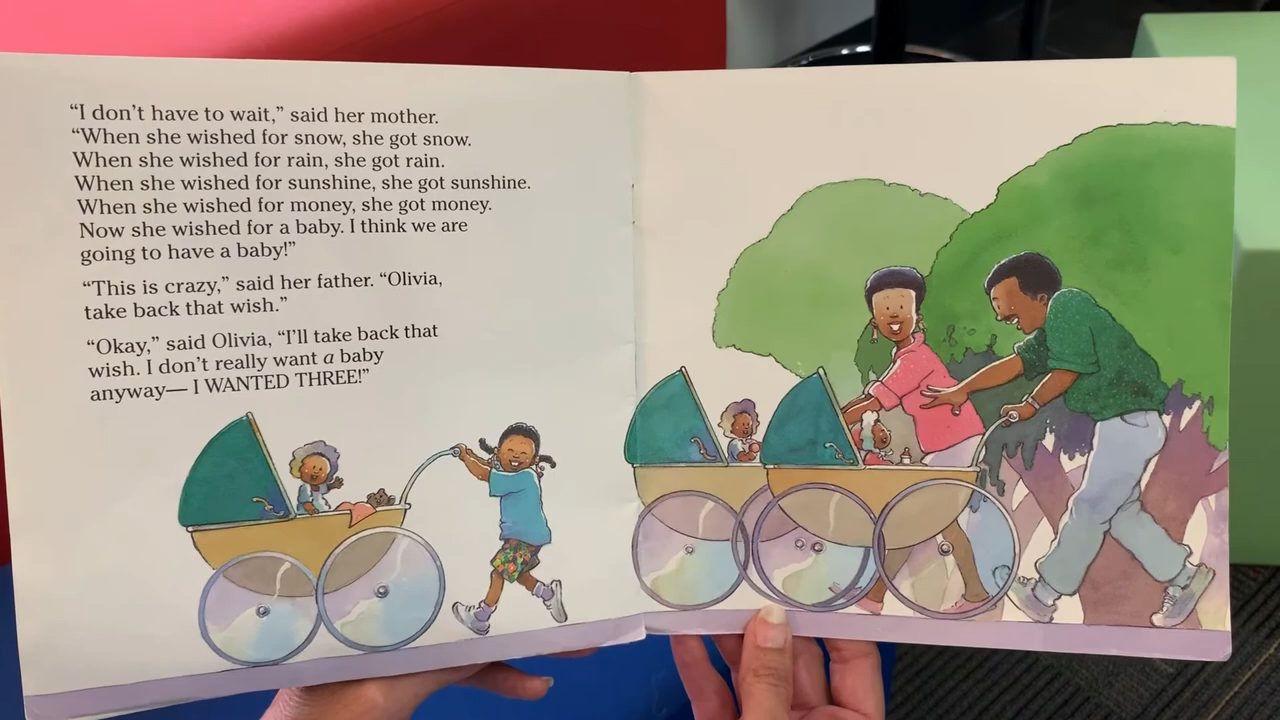 “I don’t have to wait,” said her mother.
“When she wished for snow, she got snow.
When she wished for rain, she got rain.
When she wished for sunshine, she got sunshine.
When she wished for money, she got money.
Now she wished for a baby. I think we are
going to have a baby!”
“This is crazy,” said her father. “Olivia,
take back that wish.”
“Okay,” said Olivia, “I’ll take back that
wish. I don’t really want a baby
anyway— I WANTED THREE!”